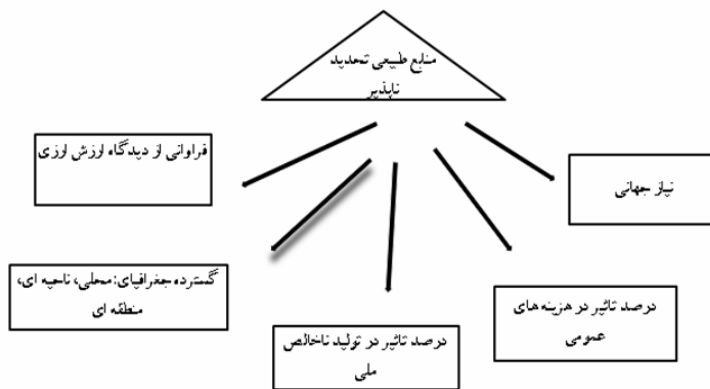 منابع طبیعی تجدید
ناپذیر
فراوانی از دیدگاه ارزش ارزی
نیاز جهانی
گسترده جغرافیای: محلی، ناحیه ای،
منطقه ای
درصد تاثیر در هزینه های
عمومی
درصد تاثیر در تولید ناخالص
ملی